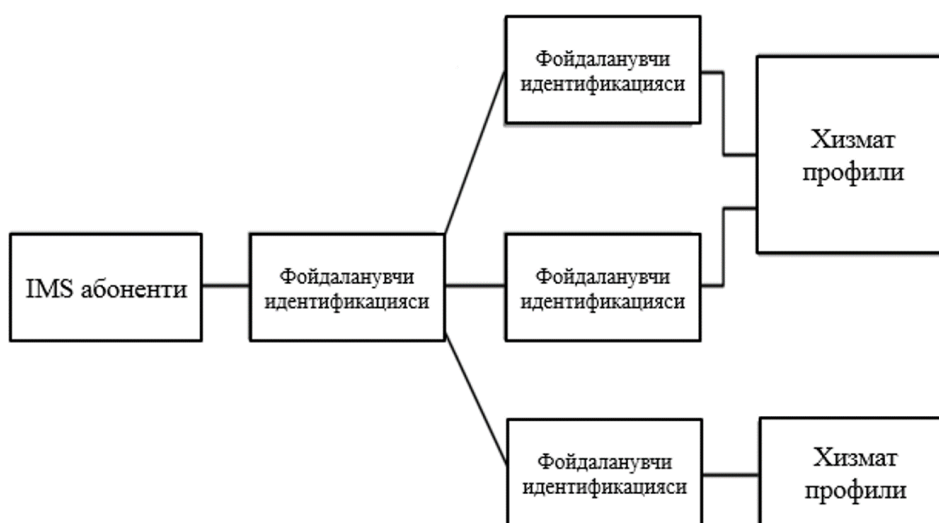 Фойдаланувчи
идентификацияси
Хизмат
профили
IMS абоненти
Фойдаланувчи
идентификацияси
Фойдаланувчи
идентификацияси
Фойдаланувчи
идентификацияси
Хизмат
профили